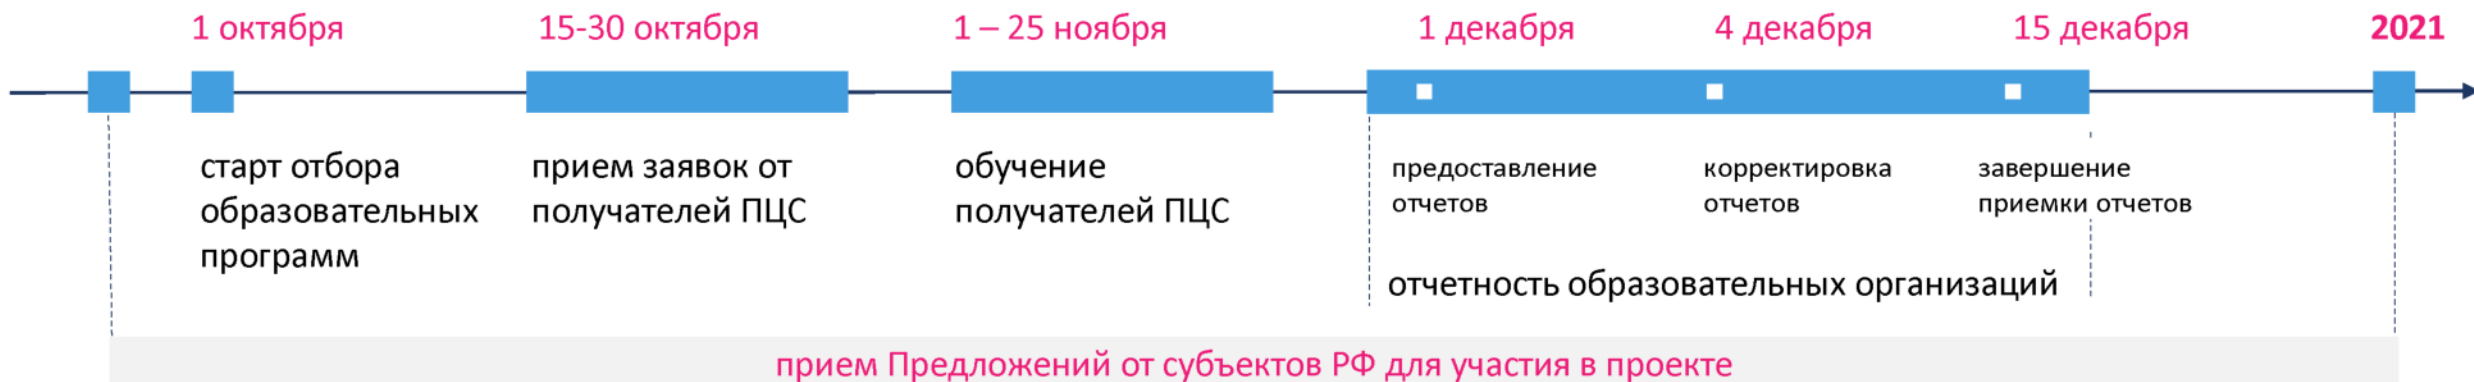 1 октября
15-30 октября
1 – 25 ноября
1 декабря
4 декабря
15 декабря
2021
старт отбора
образовательных
программ
прием заявок от
получателей ПЦС
обучение
получателей ПЦС
предоставление
отчетов
корректировка
отчетов
завершение
приемки отчетов
отчетность образовательных организаций
прием Предложений от субъектов РФ для участия в проекте